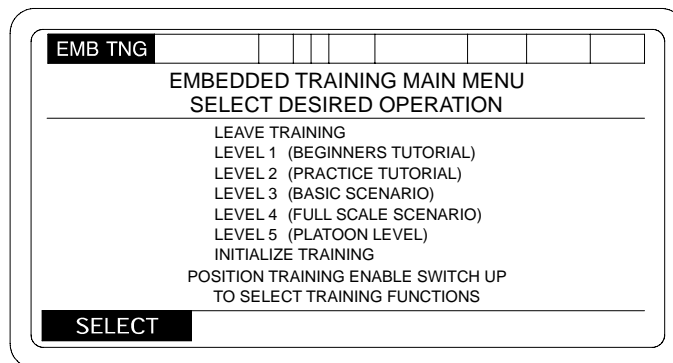 EMB TNG
EMBEDDED TRAINING MAIN MENU
SELECT DESIRED OPERATION
LEAVE TRAINING
LEVEL 1 (BEGINNERS TUTORIAL)
LEVEL 2 (PRACTICE TUTORIAL)
LEVEL 3 (BASIC SCENARIO)
LEVEL 4 (FULL SCALE SCENARIO)
LEVEL 5 (PLATOON LEVEL)
INITIALIZE TRAINING
POSITION TRAINING ENABLE SWITCH UP
TO SELECT TRAINING FUNCTIONS
SELECT